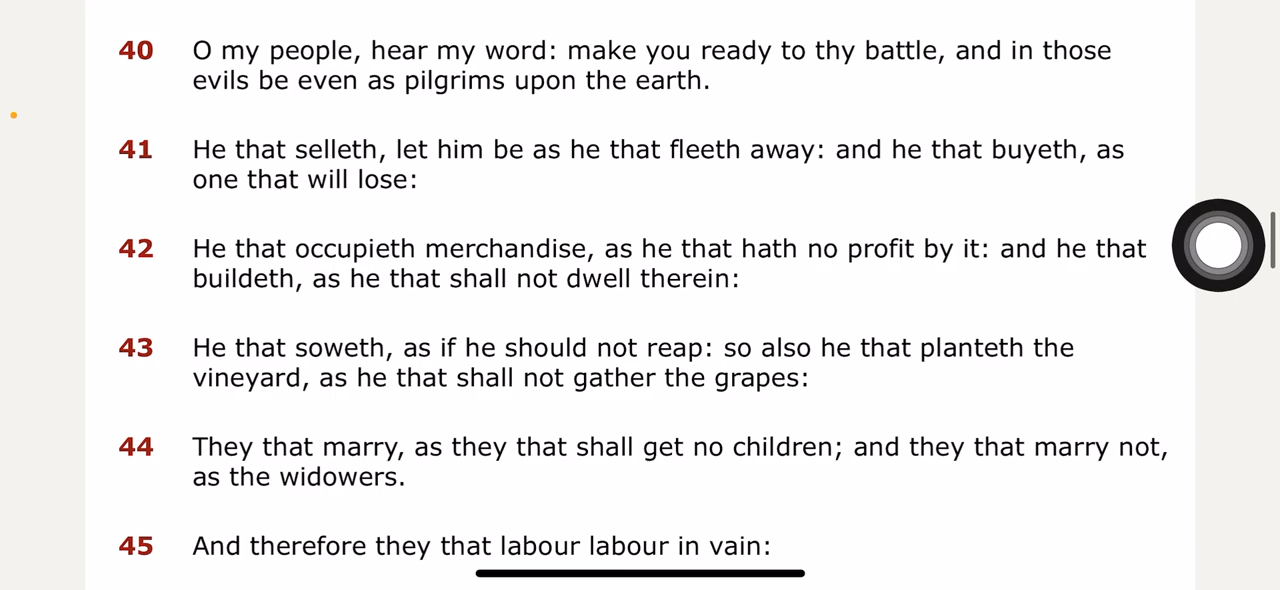 40 O my people, hear my word: make you ready to thy battle, and in those
evils be even as pilgrims upon the earth.
41 He that selleth, let him be as he that fleeth away: and he that buyeth, as
one that will lose:
42 He that occupieth merchandise, as he that hath no profit by it: and he that
buildeth, as he that shall not dwell therein:
43 He that soweth, as if he should not reap: so also he that planteth the
vineyard, as he that shall not gather the grapes:
44 They that marry, as they that shall get no children; and they that marry not,
as the widowers.
45 And therefore they that labour labour in vain: